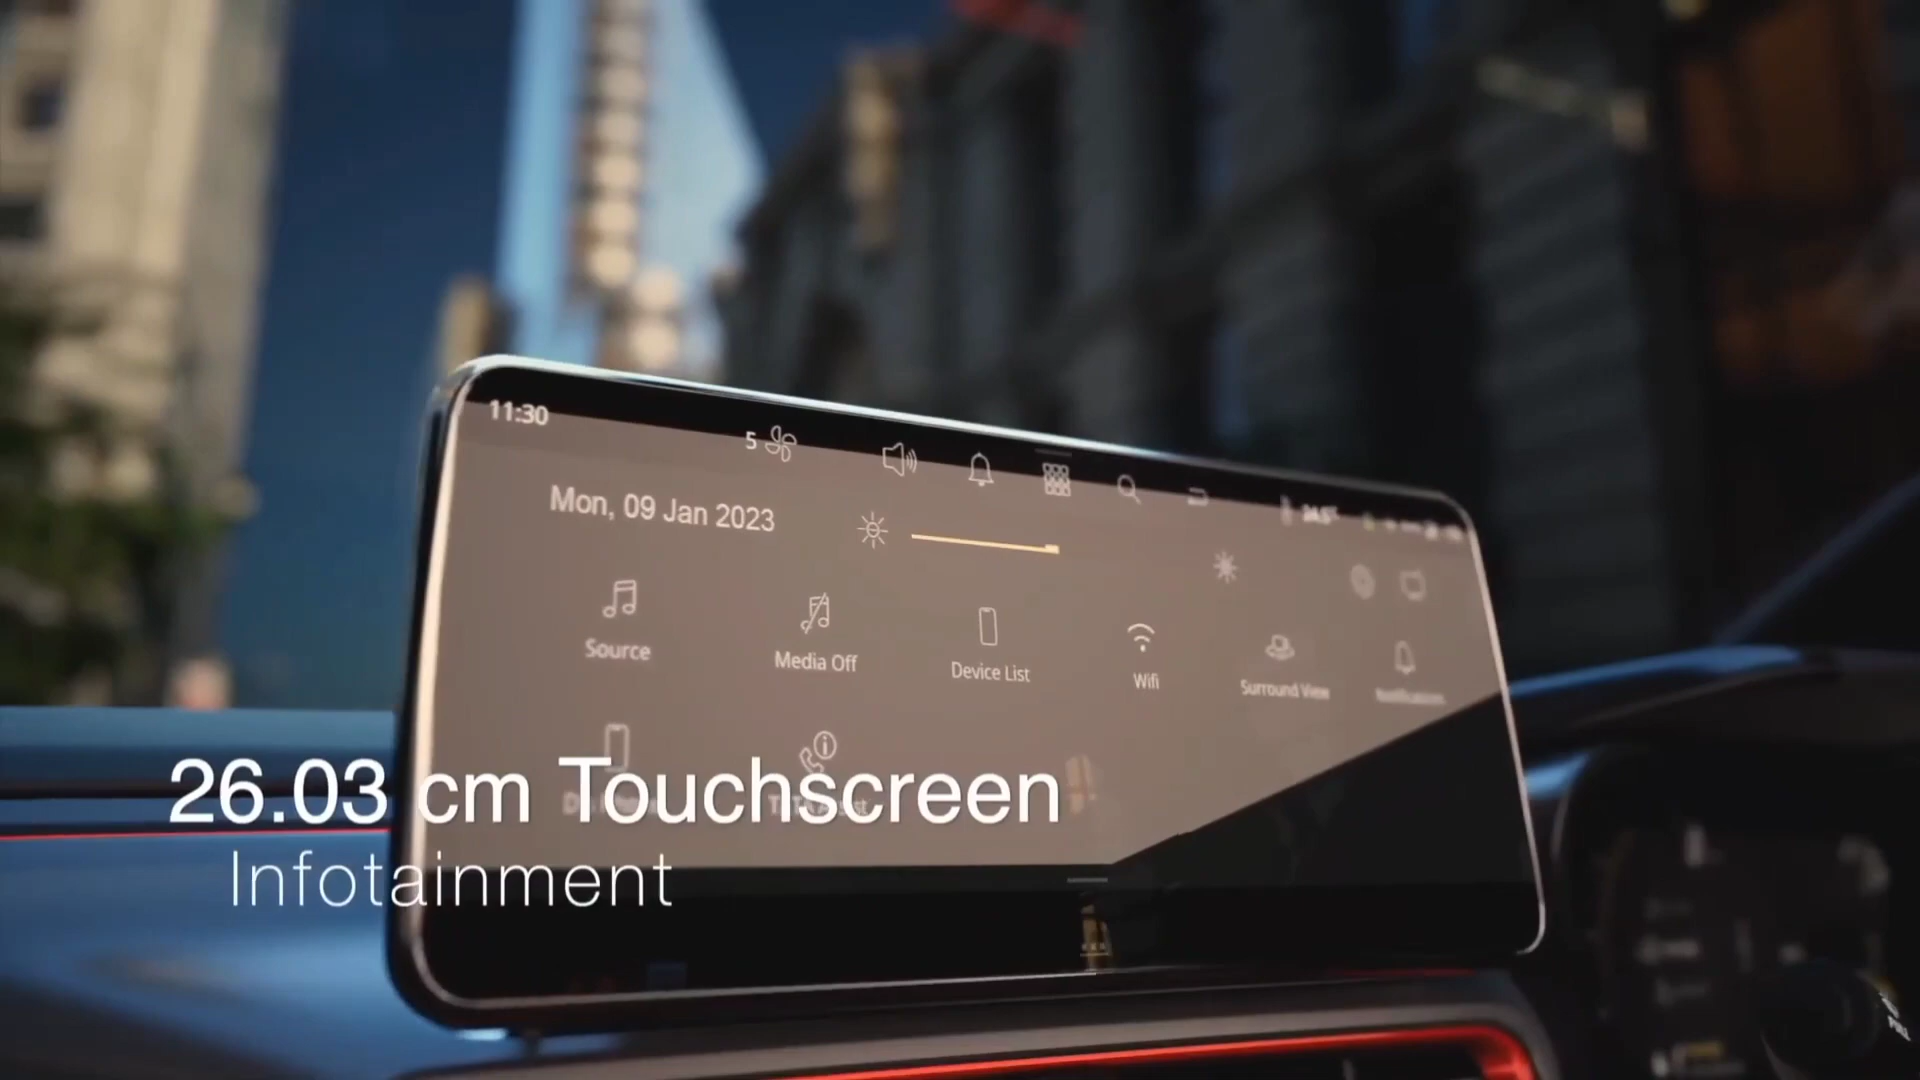 11:30
5
Mon, 09 Jan 2023
Source
Media Off
Device List
Wifi
Surround View
Notifications
26.03 cm Touchscreen
Infotainment